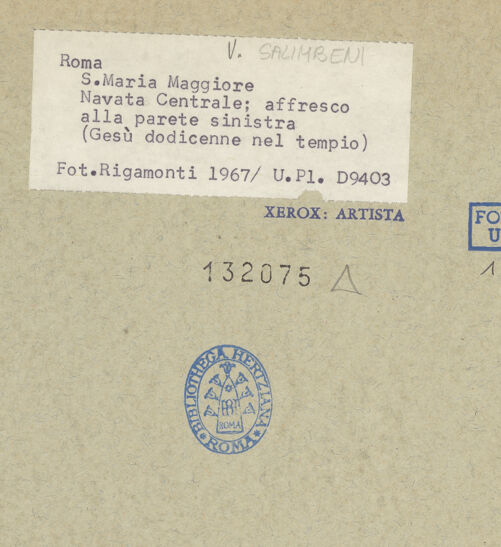 V. SALIMBENI
Roma
S.Maria Maggiore
Navata Centrale; affresco
alla parete sinistra
(Gesù dodicenne nel tempio)
Fot.Rigamonti 1967/ U.Pl. D9403
XEROX: ARTISTA
FO
U
132075
1
BIBLIOTHECA HERTZIANA
ROMA
* ROMA *